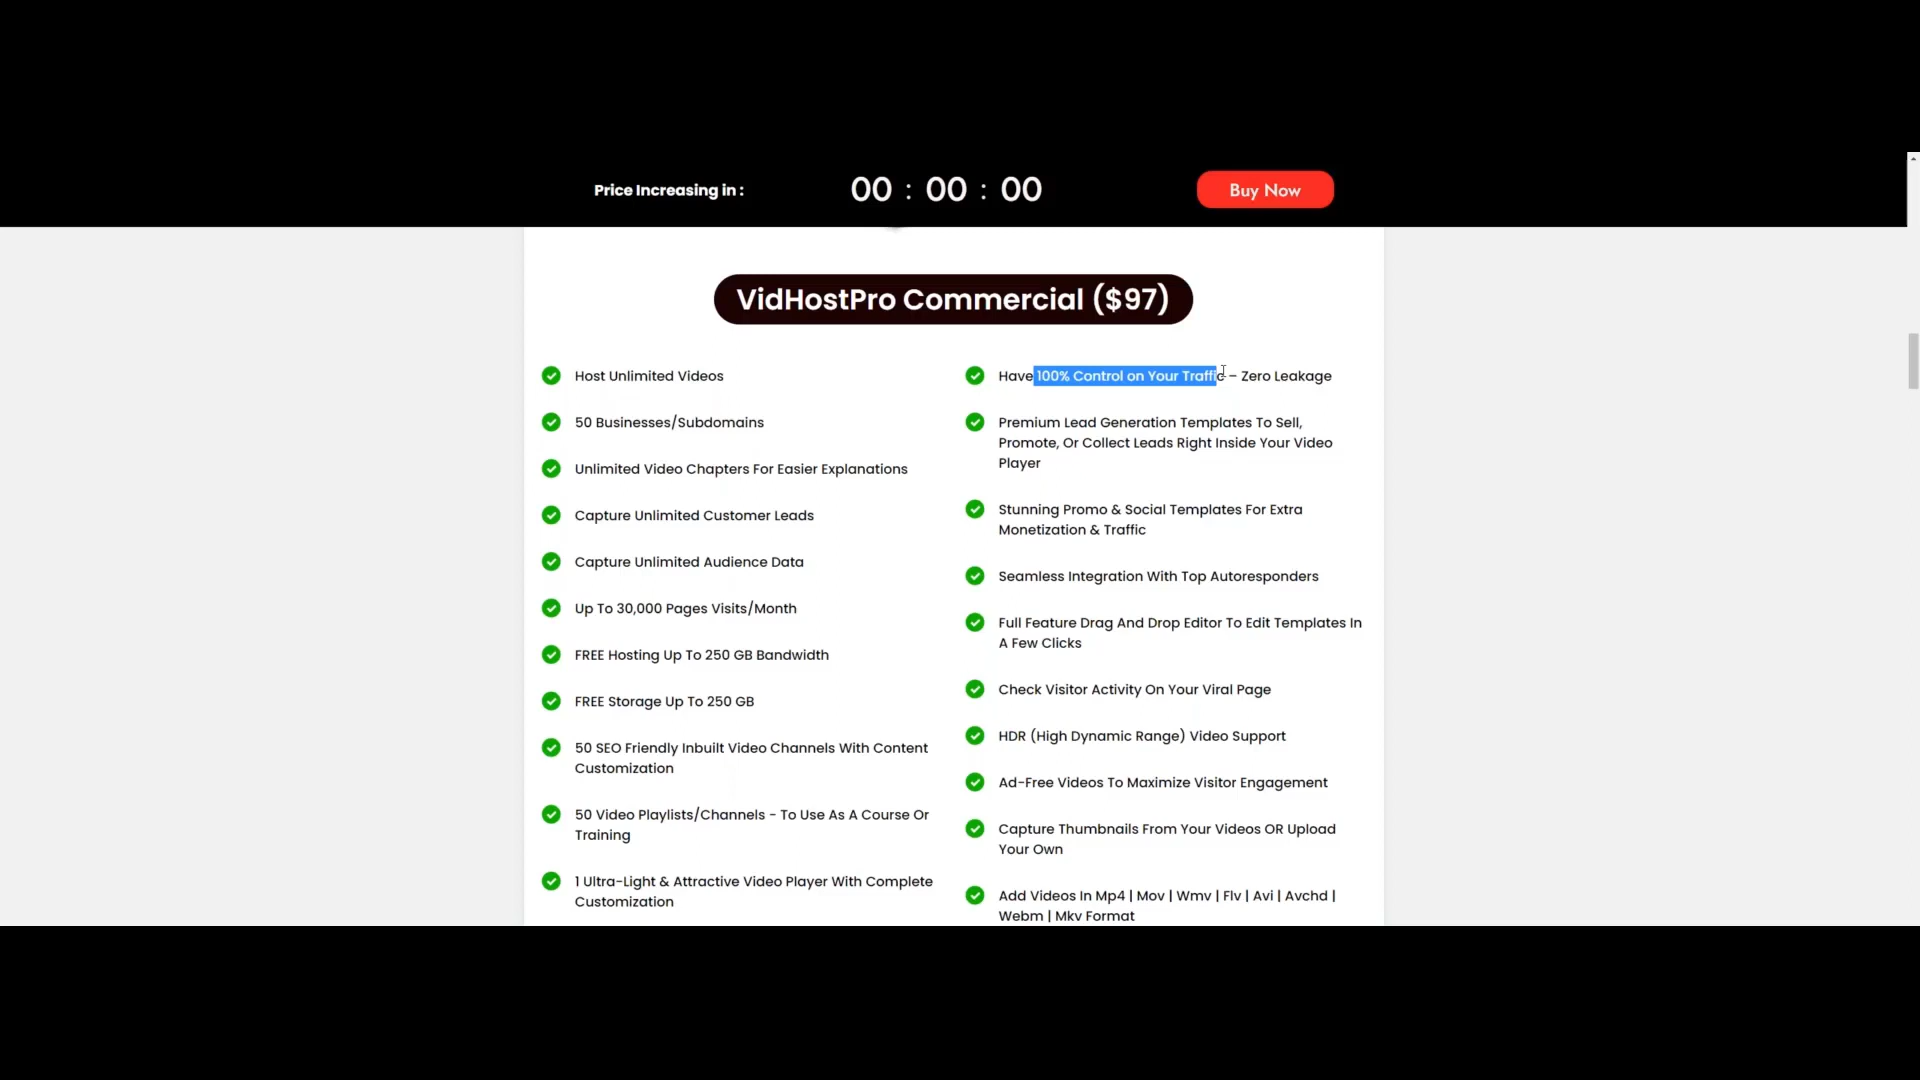 Price Increasing in :
00 : 00 : 00
Buy Now
VidHostPro Commercial ($97)
Host Unlimited Videos
50 Businesses/Subdomains
Unlimited Video Chapters For Easier Explanations
Capture Unlimited Customer Leads
Capture Unlimited Audience Data
Up To 30,000 Pages Visits/Month
FREE Hosting Up To 250 GB Bandwidth
FREE Storage Up To 250 GB
50 SEO Friendly Inbuilt Video Channels With Content
Customization
50 Video Playlists/Channels - To Use As A Course Or
Training
1 Ultra-Light & Attractive Video Player With Complete
Customization
Have 100% Control on Your Traffic – Zero Leakage
Premium Lead Generation Templates To Sell,
Promote, Or Collect Leads Right Inside Your Video
Player
Stunning Promo & Social Templates For Extra
Monetization & Traffic
Seamless Integration With Top Autoresponders
Full Feature Drag And Drop Editor To Edit Templates In
A Few Clicks
Check Visitor Activity On Your Viral Page
HDR (High Dynamic Range) Video Support
Ad-Free Videos To Maximize Visitor Engagement
Capture Thumbnails From Your Videos OR Upload
Your Own
Add Videos In Mp4 | Mov | Wmv | Flv | Avi | Avchd |
Webm | Mkv Format